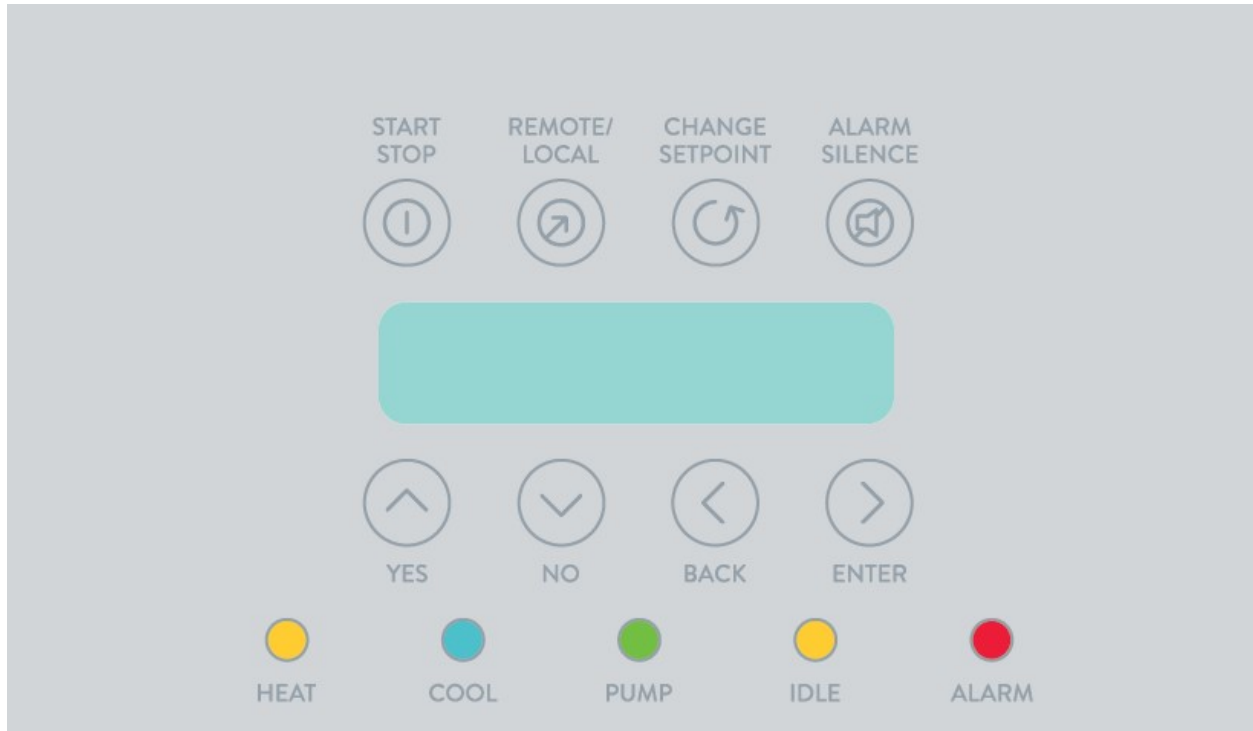 START
STOP
REMOTE/
LOCAL
CHANGE
SETPOINT
ALARM
SILENCE
YES
NO
BACK
ENTER
HEAT
COOL
PUMP
IDLE
ALARM